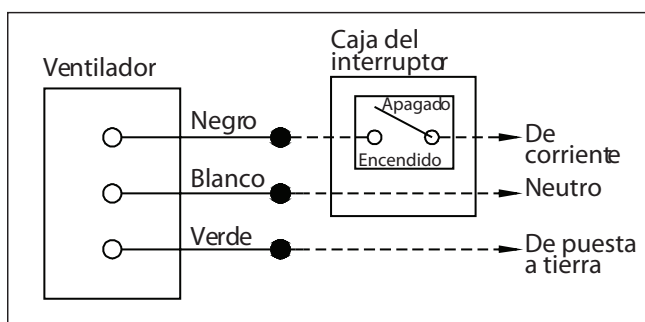 Caja del
interruptor
Ventilador
Apagado
Negro
De
corriente
Encendido
Blanco
Neutro
Verde
De puesta
a tierra